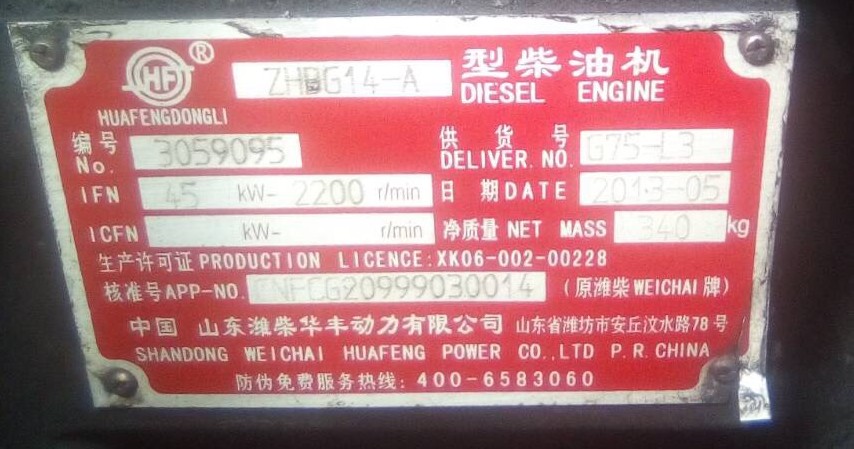 HF ® ZHBG14-A 型柴油机
HUAFENGDONGLI DIESEL ENGINE
编号 No. 3059095 供货号 DELIVER. NO. G75-L3
IFN 45 kW- 2200 r/min 日期DATE 2013-05
ICFN kW- r/min 净质量 NET MASS 340 kg
生产许可证 PRODUCTION LICENCE: XK06-002-00228
核准号APP-NO. CNFCG20999030014 (原潍柴WEICHAI牌)
中国 山东潍柴华丰动力有限公司 山东省潍坊市安丘汶水路78号
SHANDONG WEICHAI HUAFENG POWER CO.,LTD P.R.CHINA
防伪免费服务热线: 400-6583060